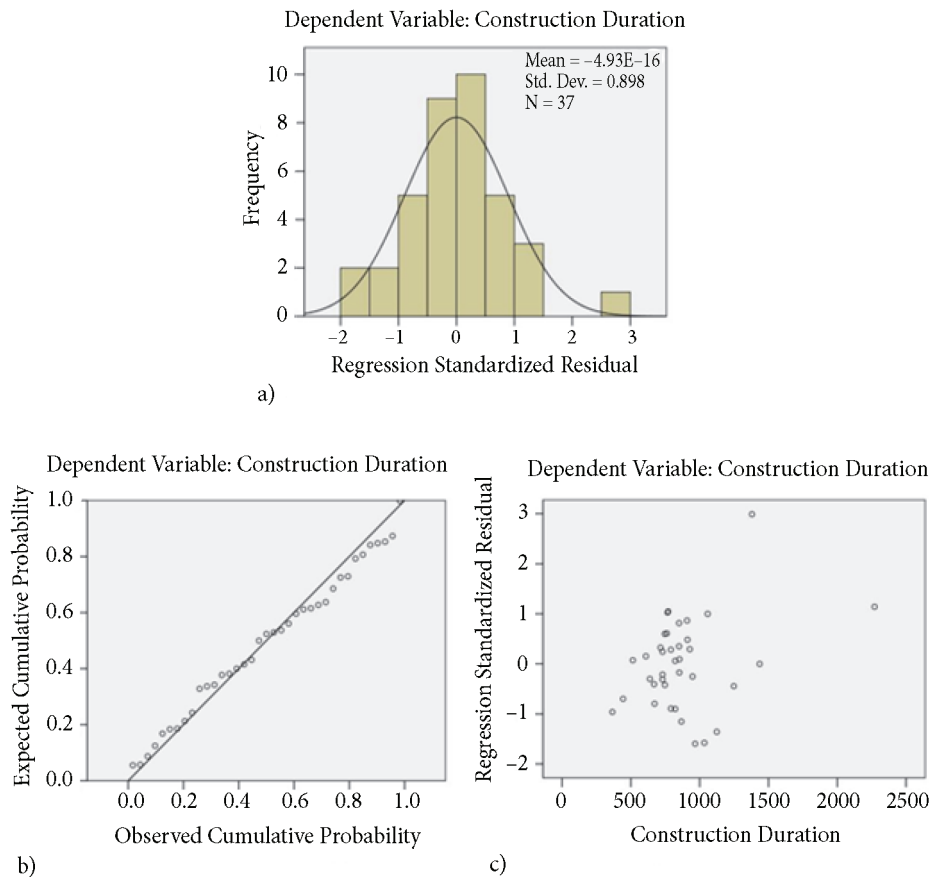 Dependent Variable: Construction Duration
Mean = –4.93E–16
Std. Dev. = 0.898
N = 37
Frequency
10
8
6
4
2
0
–2 –1 0 1 2 3
Regression Standardized Residual
a)
Dependent Variable: Construction Duration
Expected Cumulative Probability
1.0
0.8
0.6
0.4
0.2
0.0
0.0 0.2 0.4 0.6 0.8 1.0
Observed Cumulative Probability
b)
Dependent Variable: Construction Duration
Regression Standardized Residual
3
2
1
0
–1
–2
0 500 1000 1500 2000 2500
Construction Duration
c)